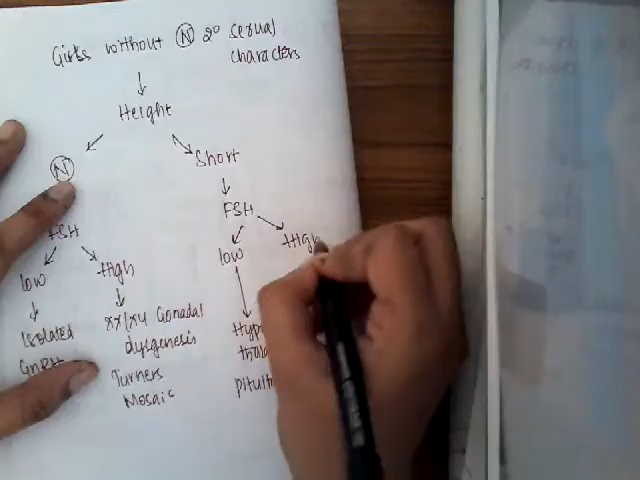 Girls without N 2° sexual
characters
Height
N
Short
FSH
FSH
low
High
low
High
Isolated
GnRH
XX/XY Gonadal
dysgenesis
Turners
Mosaic